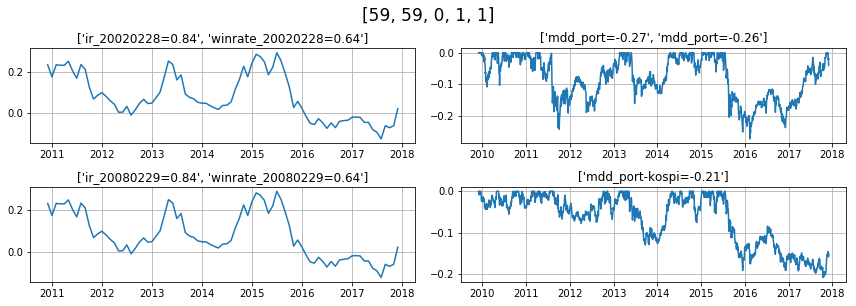 [59, 59, 0, 1, 1]
['ir_20020228=0.84', 'winrate_20020228=0.64']
0.2
0.0
2011 2012 2013 2014 2015 2016 2017 2018
['mdd_port=-0.27', 'mdd_port=-0.26']
0.0
−0.1
−0.2
2010 2011 2012 2013 2014 2015 2016 2017 2018
['ir_20080229=0.84', 'winrate_20080229=0.64']
0.2
0.0
2011 2012 2013 2014 2015 2016 2017 2018
['mdd_port-kospi=-0.21']
0.0
−0.1
−0.2
2010 2011 2012 2013 2014 2015 2016 2017 2018